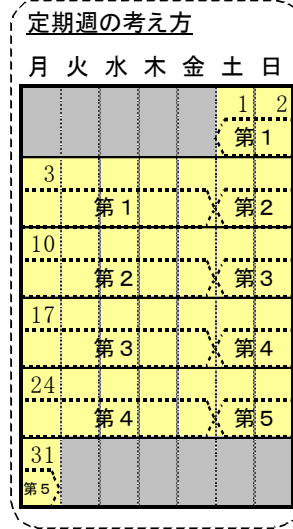 定期週の考え方
月 火 水 木 金 土 日
1 2
第1
3
第1 第2
10
第2 第3
17
第3 第4
24
第4 第5
31
第5